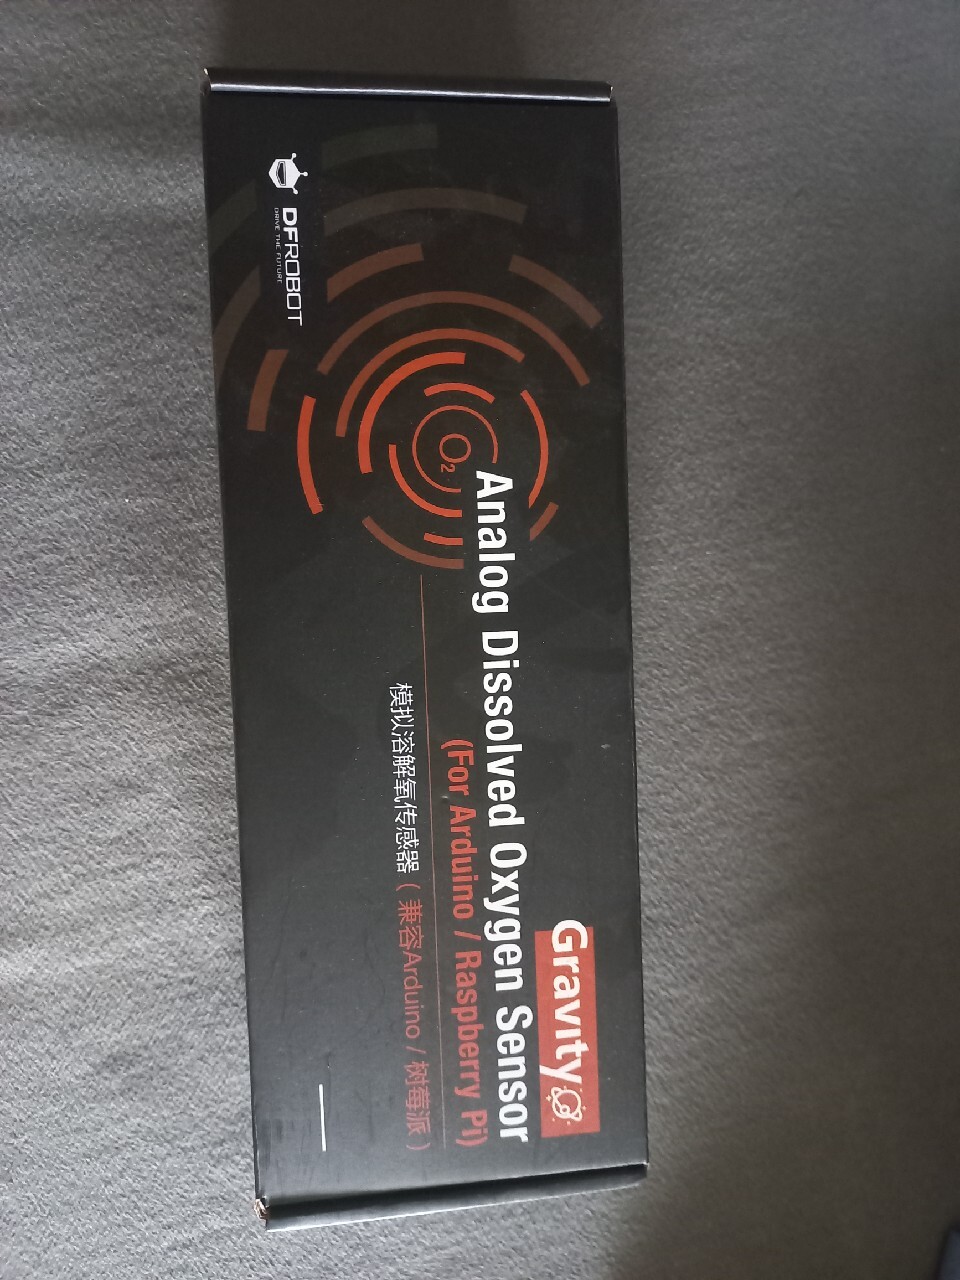 DFROBOT
DRIVE THE FUTURE
O₂
Gravity
Analog Dissolved Oxygen Sensor
(For Arduino / Raspberry Pi)
模拟溶解氧传感器 ( 兼容Arduino / 树莓派 )